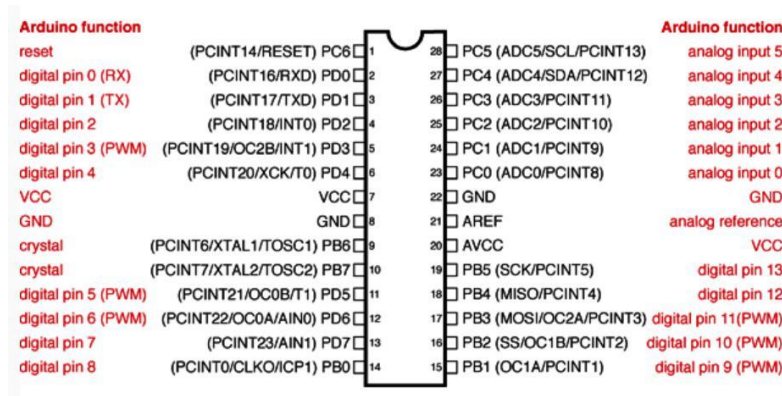 Arduino function Arduino function
reset (PCINT14/RESET) PC6 1 28 PC5 (ADC5/SCL/PCINT13) analog input 5
digital pin 0 (RX) (PCINT16/RXD) PD0 2 27 PC4 (ADC4/SDA/PCINT12) analog input 4
digital pin 1 (TX) (PCINT17/TXD) PD1 3 26 PC3 (ADC3/PCINT11) analog input 3
digital pin 2 (PCINT18/INT0) PD2 4 25 PC2 (ADC2/PCINT10) analog input 2
digital pin 3 (PWM) (PCINT19/OC2B/INT1) PD3 5 24 PC1 (ADC1/PCINT9) analog input 1
digital pin 4 (PCINT20/XCK/T0) PD4 6 23 PC0 (ADC0/PCINT8) analog input 0
VCC VCC 7 22 GND GND
GND GND 8 21 AREF analog reference
crystal (PCINT6/XTAL1/TOSC1) PB6 9 20 AVCC VCC
crystal (PCINT7/XTAL2/TOSC2) PB7 10 19 PB5 (SCK/PCINT5) digital pin 13
digital pin 5 (PWM) (PCINT21/OC0B/T1) PD5 11 18 PB4 (MISO/PCINT4) digital pin 12
digital pin 6 (PWM) (PCINT22/OC0A/AIN0) PD6 12 17 PB3 (MOSI/OC2A/PCINT3) digital pin 11(PWM)
digital pin 7 (PCINT23/AIN1) PD7 13 16 PB2 (SS/OC1B/PCINT2) digital pin 10 (PWM)
digital pin 8 (PCINT0/CLKO/ICP1) PB0 14 15 PB1 (OC1A/PCINT1) digital pin 9 (PWM)